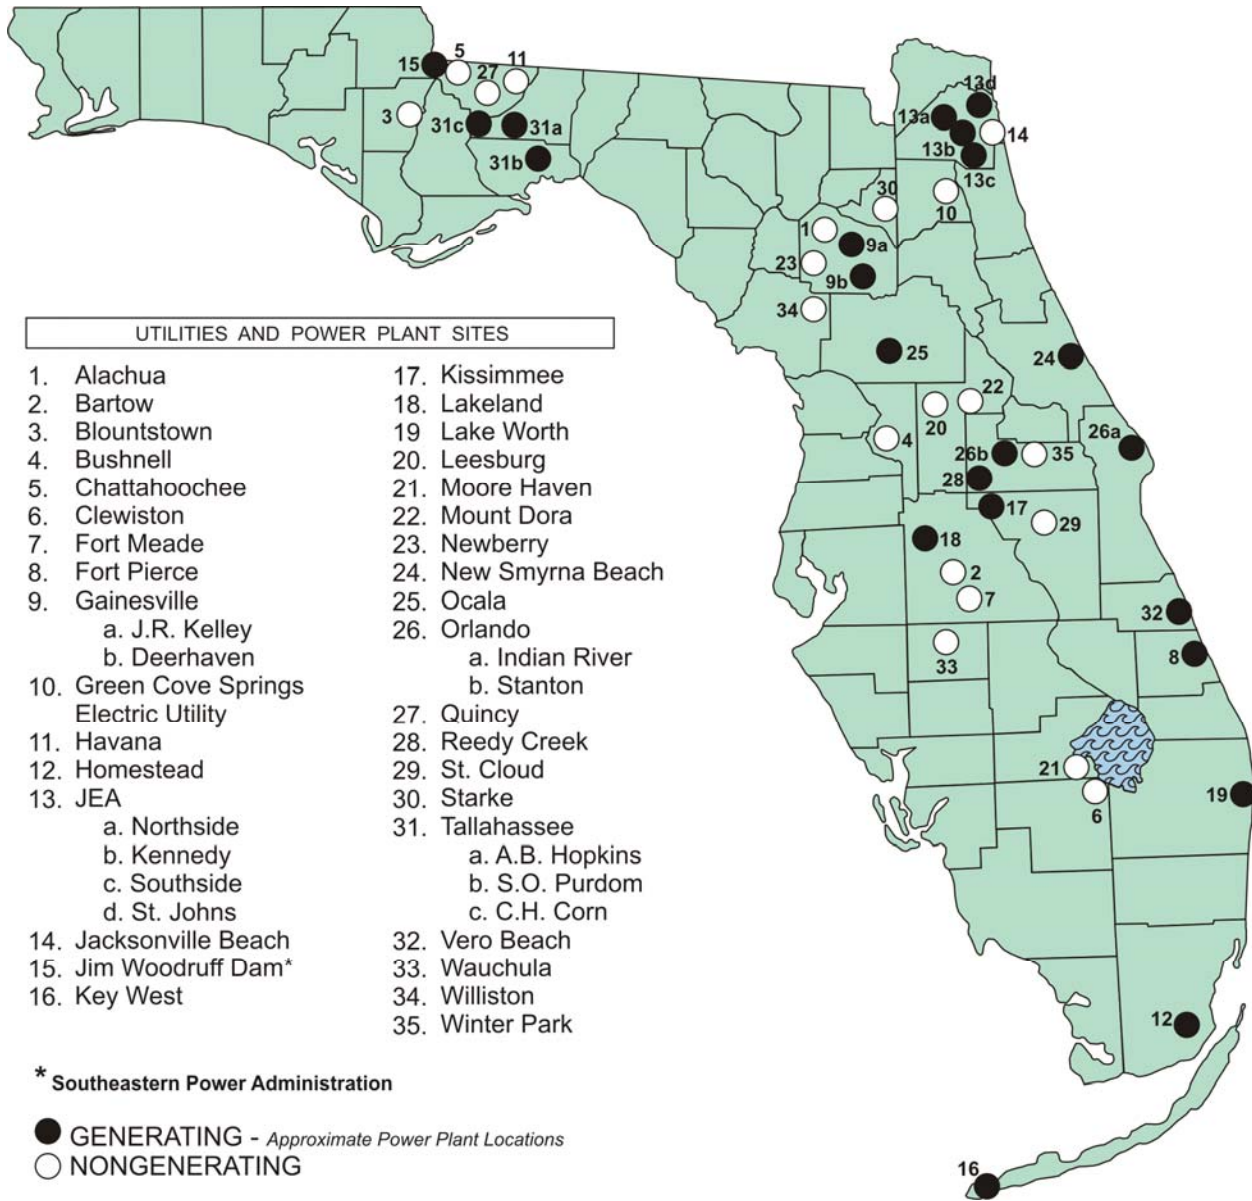 15
5
27
11
3
31c
31a
31b
13d
13a
14
13b
13c
30
10
1
9a
23
9b
34
25
24
22
20
4
26b
35
26a
28
17
29
18
2
7
32
33
8
21
6
19
12
16
UTILITIES AND POWER PLANT SITES
1. Alachua
2. Bartow
3. Blountstown
4. Bushnell
5. Chattahoochee
6. Clewiston
7. Fort Meade
8. Fort Pierce
9. Gainesville
a. J.R. Kelley
b. Deerhaven
10. Green Cove Springs
Electric Utility
11. Havana
12. Homestead
13. JEA
a. Northside
b. Kennedy
c. Southside
d. St. Johns
14. Jacksonville Beach
15. Jim Woodruff Dam*
16. Key West
17. Kissimmee
18. Lakeland
19 Lake Worth
20. Leesburg
21. Moore Haven
22. Mount Dora
23. Newberry
24. New Smyrna Beach
25. Ocala
26. Orlando
a. Indian River
b. Stanton
27. Quincy
28. Reedy Creek
29. St. Cloud
30. Starke
31. Tallahassee
a. A.B. Hopkins
b. S.O. Purdom
c. C.H. Corn
32. Vero Beach
33. Wauchula
34. Williston
35. Winter Park
* Southeastern Power Administration
GENERATING - Approximate Power Plant Locations
NONGENERATING